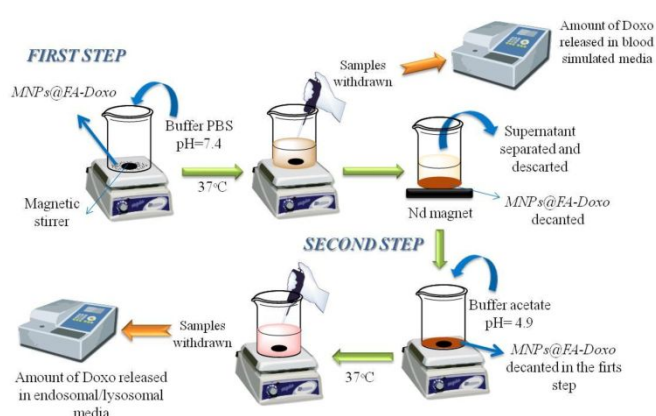 FIRST STEP
MNPs@FA-Doxo
Buffer PBS
pH=7.4
Magnetic
stirrer
37°C
Samples
withdrawn
Amount of Doxo
released in blood
simulated media
Supernatant
separated and
descarted
Nd magnet
MNPs@FA-Doxo
decanted
SECOND STEP
Buffer acetate
pH= 4.9
MNPs@FA-Doxo
decanted in the firts
step
37°C
Samples
withdrawn
Amount of Doxo released
in endosomal/lysosomal
media